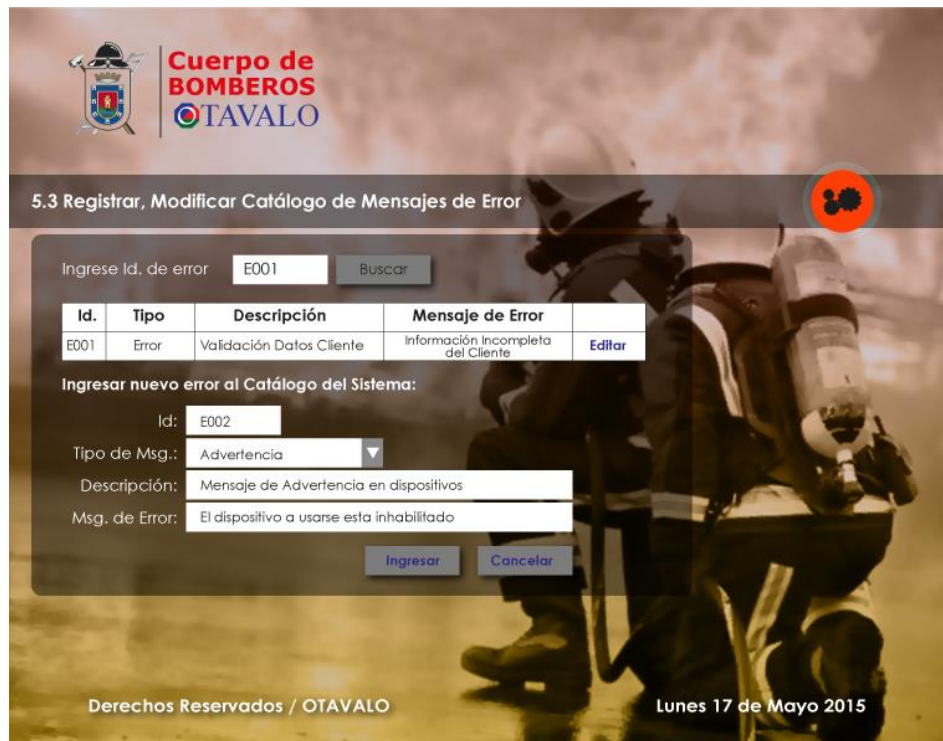 Cuerpo de
BOMBEROS
OTAVALO
5.3 Registrar, Modificar Catálogo de Mensajes de Error
Ingrese Id. de error E001 Buscar
Id. Tipo Descripción Mensaje de Error
E001 Error Validación Datos Cliente Información Incompleta del Cliente Editar
Ingresar nuevo error al Catálogo del Sistema:
Id: E002
Tipo de Msg.: Advertencia
Descripción: Mensaje de Advertencia en dispositivos
Msg. de Error: El dispositivo a usarse esta inhabilitado
Ingresar Cancelar
Derechos Reservados / OTAVALO Lunes 17 de Mayo 2015